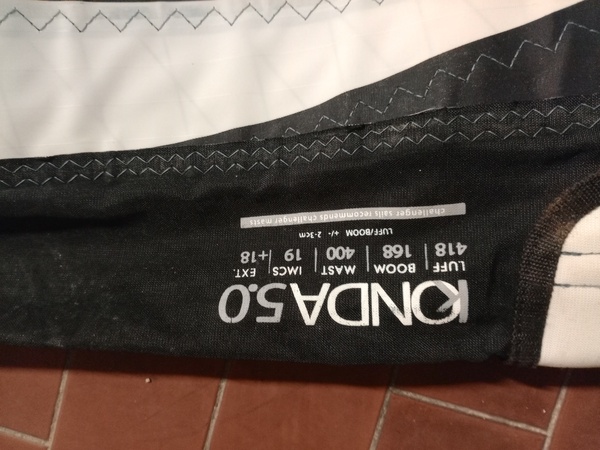 KONDA 5.0
LUFF BOOM MAST IMCS EXT.
418 168 400 19 +18
LUFF/BOOM +/- 2-3cm
challenger sails recommends challenger masts